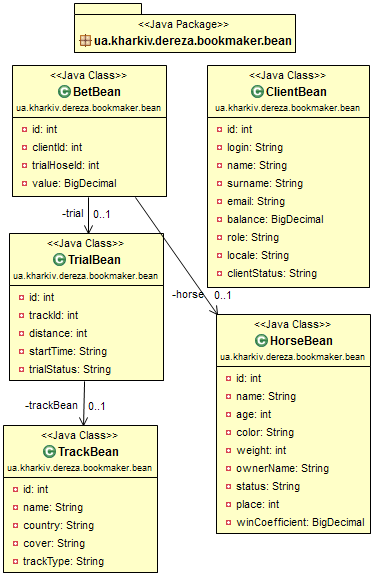 <<Java Package>>
ua.kharkiv.dereza.bookmaker.bean
<<Java Class>>
BetBean
ua.kharkiv.dereza.bookmaker.bean
id: int
clientId: int
trialHoseId: int
value: BigDecimal
<<Java Class>>
ClientBean
ua.kharkiv.dereza.bookmaker.bean
id: int
login: String
name: String
surname: String
email: String
balance: BigDecimal
role: String
locale: String
clientStatus: String
-trial 0..1
-horse 0..1
<<Java Class>>
TrialBean
ua.kharkiv.dereza.bookmaker.bean
id: int
trackId: int
distance: int
startTime: String
trialStatus: String
<<Java Class>>
HorseBean
ua.kharkiv.dereza.bookmaker.bean
id: int
name: String
age: int
color: String
weight: int
ownerName: String
status: String
place: int
winCoefficient: BigDecimal
-trackBean 0..1
<<Java Class>>
TrackBean
ua.kharkiv.dereza.bookmaker.bean
id: int
name: String
country: String
cover: String
trackType: String